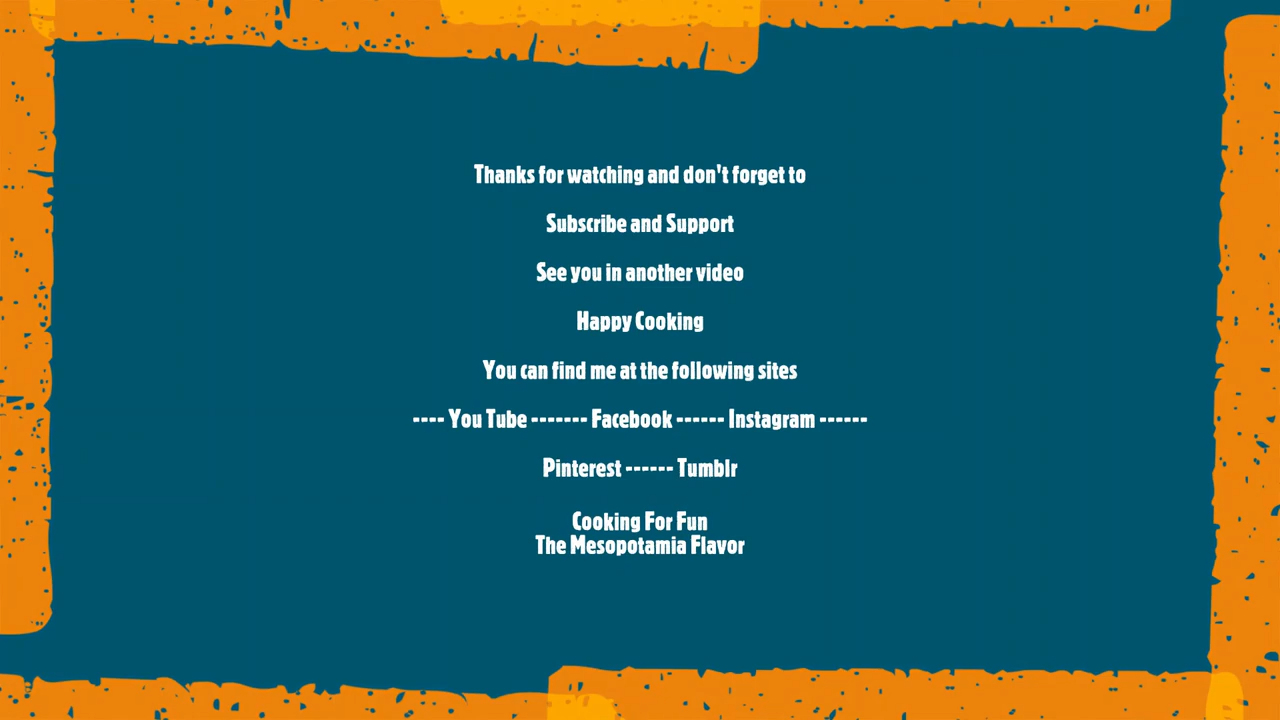 Thanks for watching and don't forget to
Subscribe and Support
See you in another video
Happy Cooking
You can find me at the following sites
---- You Tube ------- Facebook ------ Instagram ------
Pinterest ------ Tumblr
Cooking For Fun
The Mesopotamia Flavor